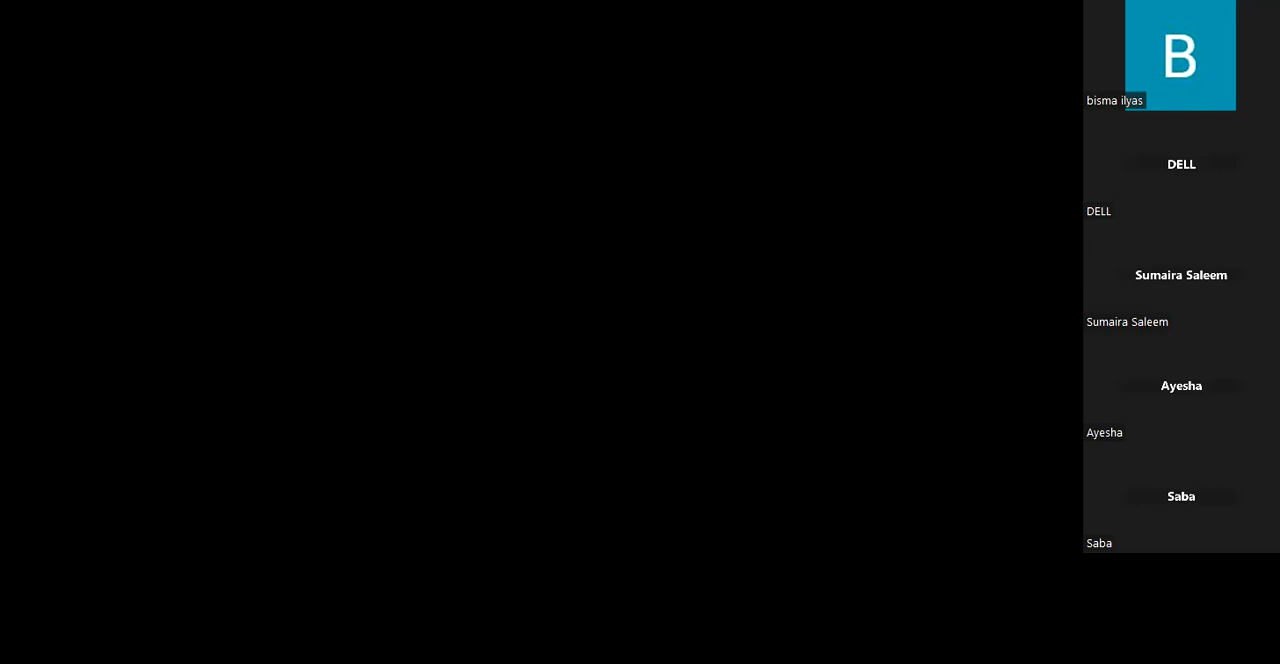 B
bisma ilyas
DELL
DELL
Sumaira Saleem
Sumaira Saleem
Ayesha
Ayesha
Saba
Saba